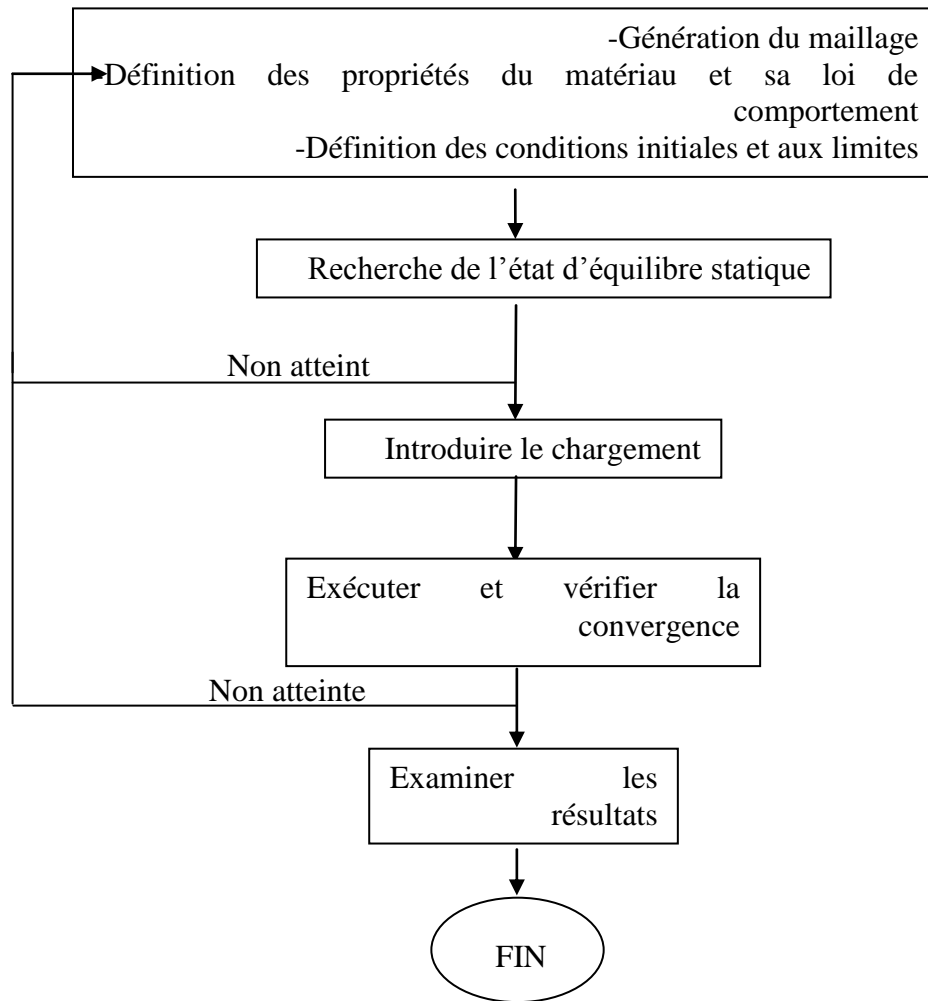 -Génération du maillage
Définition des propriétés du matériau et sa loi de
comportement
-Définition des conditions initiales et aux limites
Recherche de l’état d’équilibre statique
Non atteint
Introduire le chargement
Exécuter et vérifier la
convergence
Non atteinte
Examiner les
résultats
FIN